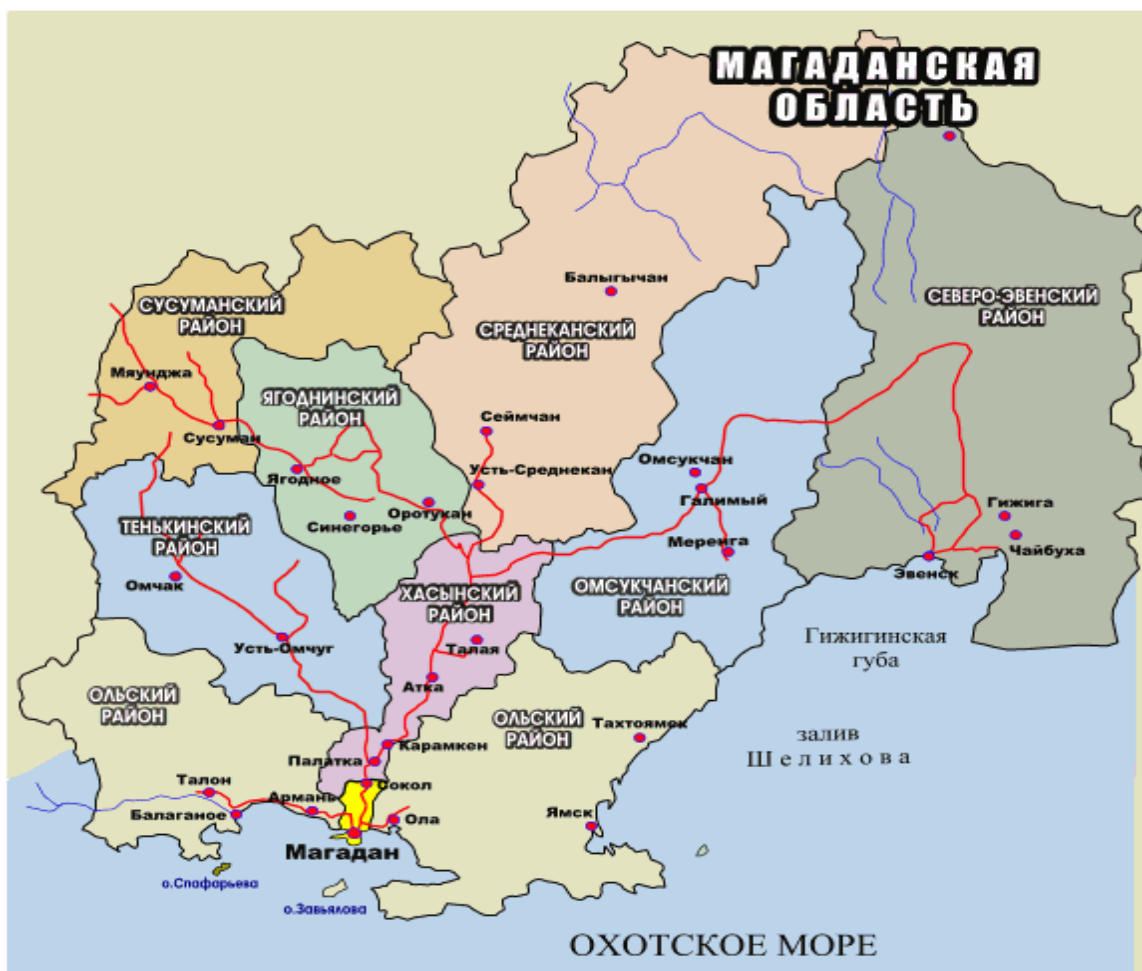 МАГАДАНСКАЯ
ОБЛАСТЬ
Балыгычан
СУСУМАНСКИЙ
РАЙОН
СЕВЕРО-ЭВЕНСКИЙ
РАЙОН
СРЕДНЕКАНСКИЙ
РАЙОН
Мяунджа
ЯГОДНИНСКИЙ
РАЙОН
Сеймчан
Сусуман
Омсукчан
Усть-Среднекан
Ягодное
Галимый
Гижига
Оротукан
Синегорье
ТЕНЬКИНСКИЙ
РАЙОН
Меренга
Чайбуха
Эвенск
Омчак
ХАСЫНСКИЙ
РАЙОН
ОМСУКЧАНСКИЙ
РАЙОН
Гижигинская
губа
Талая
Усть-Омчуг
Атка
ОЛЬСКИЙ
РАЙОН
ОЛЬСКИЙ
РАЙОН
Тахтоямск
залив
Шелихова
Карамкен
Палатка
Талон
Сокол
Армань
Балаганое
Ола
Ямск
Магадан
о.Спафарьева
о.Завьялова
ОХОТСКОЕ МОРЕ